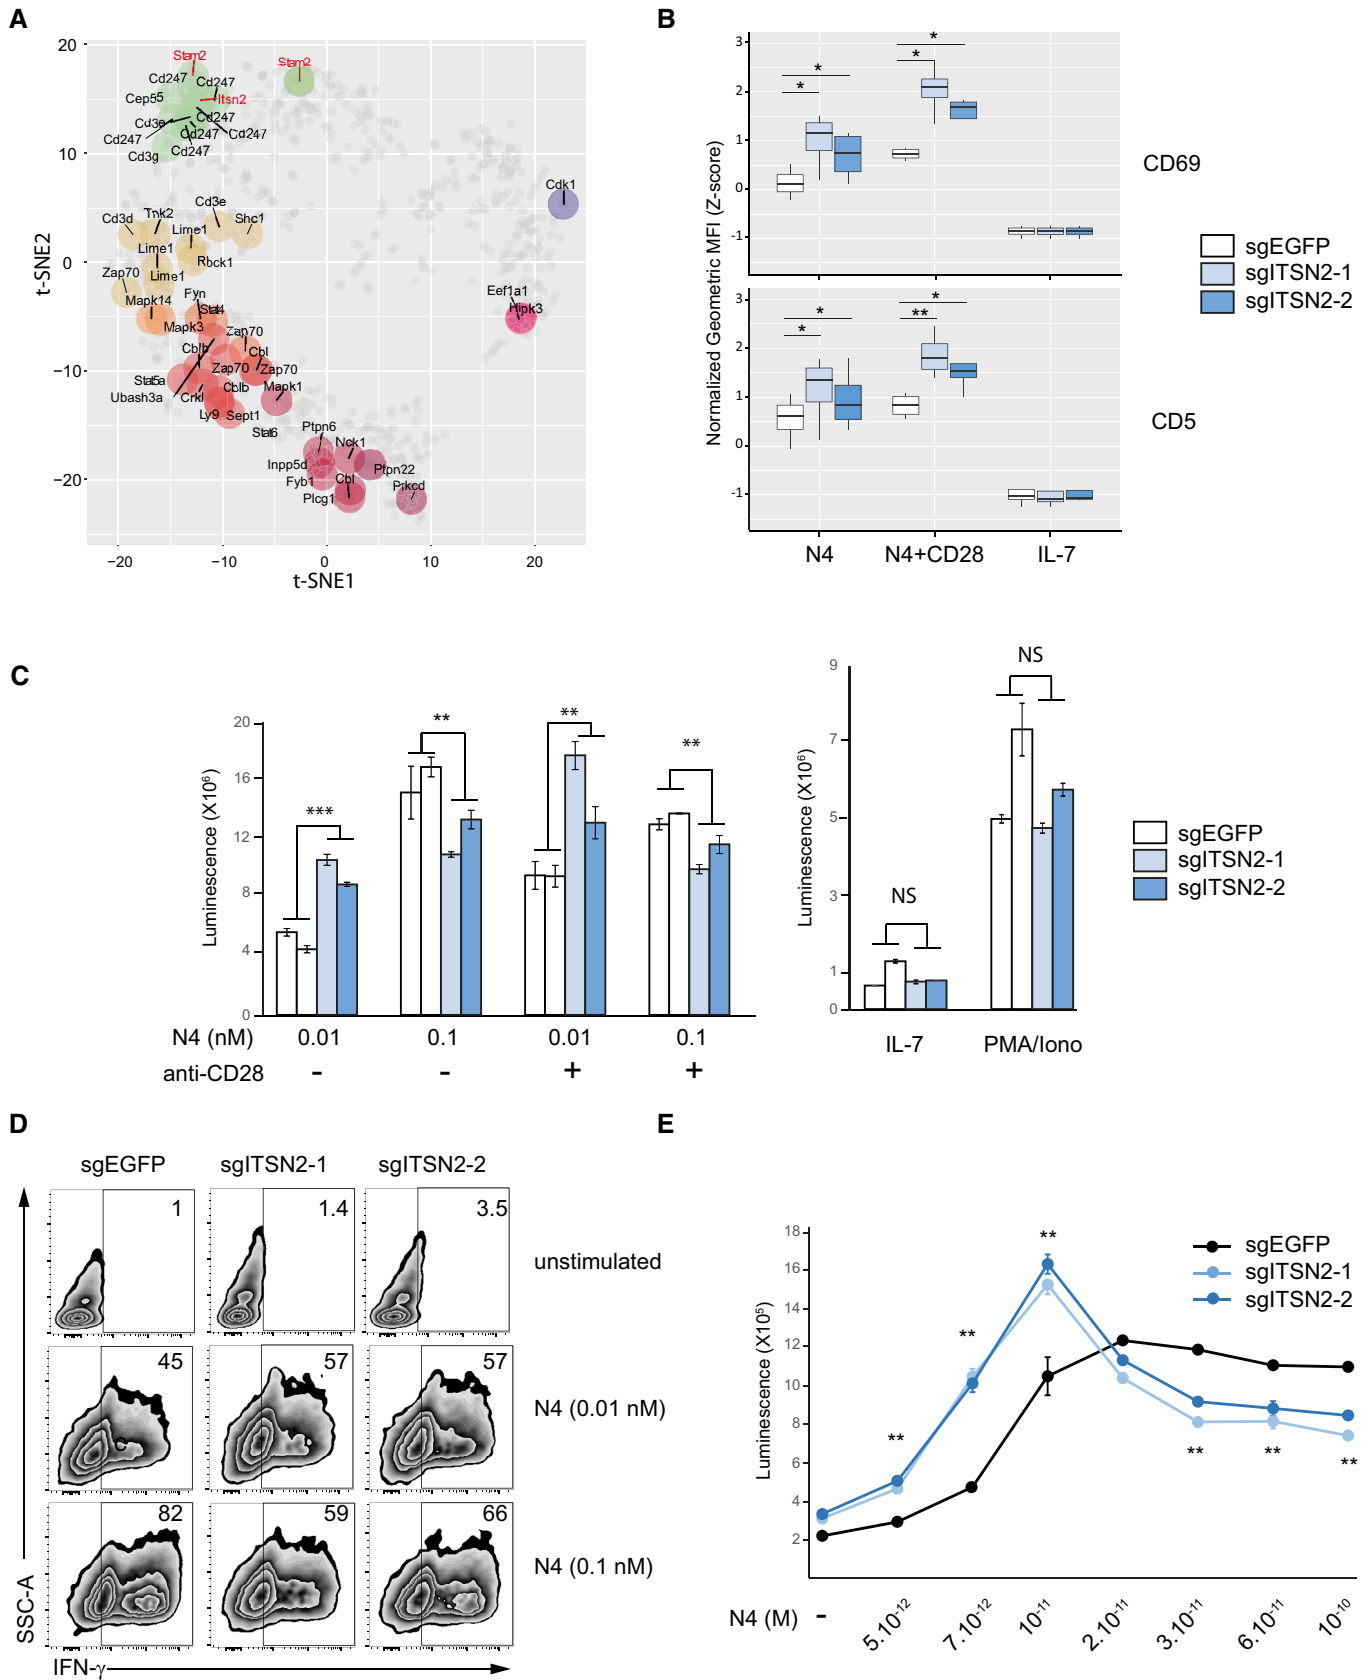 A
20
10
0
−10
−20
t-SNE2
−20
−10
0
10
20
t-SNE1
Stam2
Stam2
Cd247
Cd247
Cep55
Itsn2
Cd3e
Cd247
Cd247
Cd247
Cd247
Cd247
Cd3g
Cdk1
Cd3e
Cd3d
Tnk2
Lime1
Shc1
Lime1
Rbck1
Zap70
Lime1
Mapk14
Fyn
Stat4
Mapk3
Zap70
Cblb
Cbl
Zap70
Zap70
Stat5a
Cblb
Mapk1
Ubash3a
Crkl
Ly9
Sept1
Stat6
Eef1a1
Hipk3
Ptpn6
Nck1
Inpp5d
Ptpn22
Fyb1
Cbl
Prkcd
Plcg1
B
Normalized Geometric MFI (Z-score)
3
2
1
0
-1
* * * *
CD69
3
2
1
0
-1
* * ** *
CD5
N4
N4+CD28
IL-7
sgEGFP
sgITSN2-1
sgITSN2-2
C
Luminescence (X10⁶)
20
16
12
8
4
0
*** ** ** **
N4 (nM) 0.01 0.1 0.01 0.1
anti-CD28 - - + +
Luminescence (X10⁶)
9
7
5
3
1
0
NS
NS
IL-7
PMA/Iono
sgEGFP
sgITSN2-1
sgITSN2-2
D
sgEGFP sgITSN2-1 sgITSN2-2
1 1.4 3.5
unstimulated
45 57 57
N4 (0.01 nM)
82 59 66
N4 (0.1 nM)
SSC-A
IFN-γ
E
Luminescence (X10⁵)
18
16
14
12
10
8
6
4
2
** ** ** ** ** **
sgEGFP
sgITSN2-1
sgITSN2-2
N4 (M) - 5.10⁻¹² 7.10⁻¹² 10⁻¹¹ 2.10⁻¹¹ 3.10⁻¹¹ 6.10⁻¹¹ 10⁻¹⁰